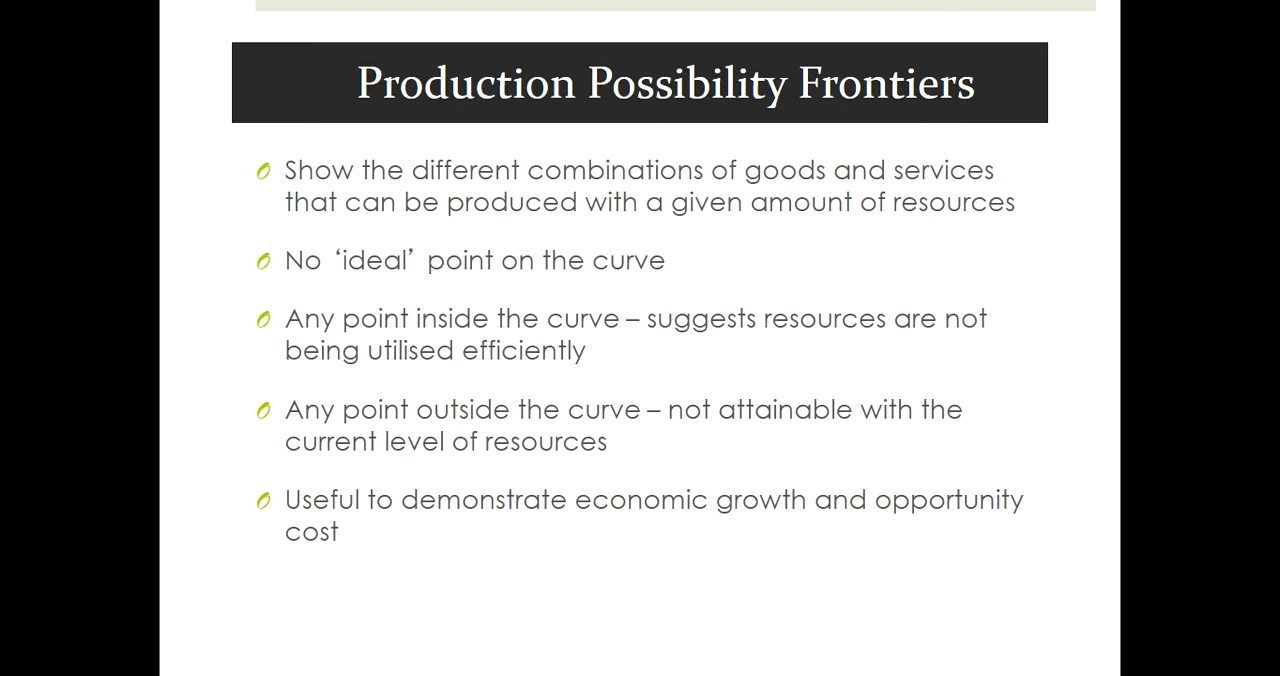 Production Possibility Frontiers
Show the different combinations of goods and services
that can be produced with a given amount of resources
No ‘ideal’ point on the curve
Any point inside the curve – suggests resources are not
being utilised efficiently
Any point outside the curve – not attainable with the
current level of resources
Useful to demonstrate economic growth and opportunity
cost